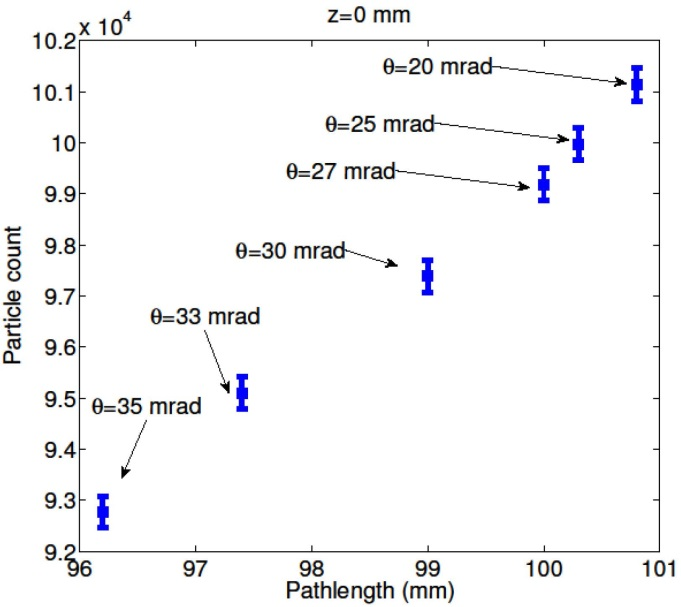 z=0 mm
x 10⁴
10.2
10.1
10
9.9
9.8
9.7
9.6
9.5
9.4
9.3
9.2
Particle count
θ=20 mrad
θ=25 mrad
θ=27 mrad
θ=30 mrad
θ=33 mrad
θ=35 mrad
96 97 98 99 100 101
Pathlength (mm)